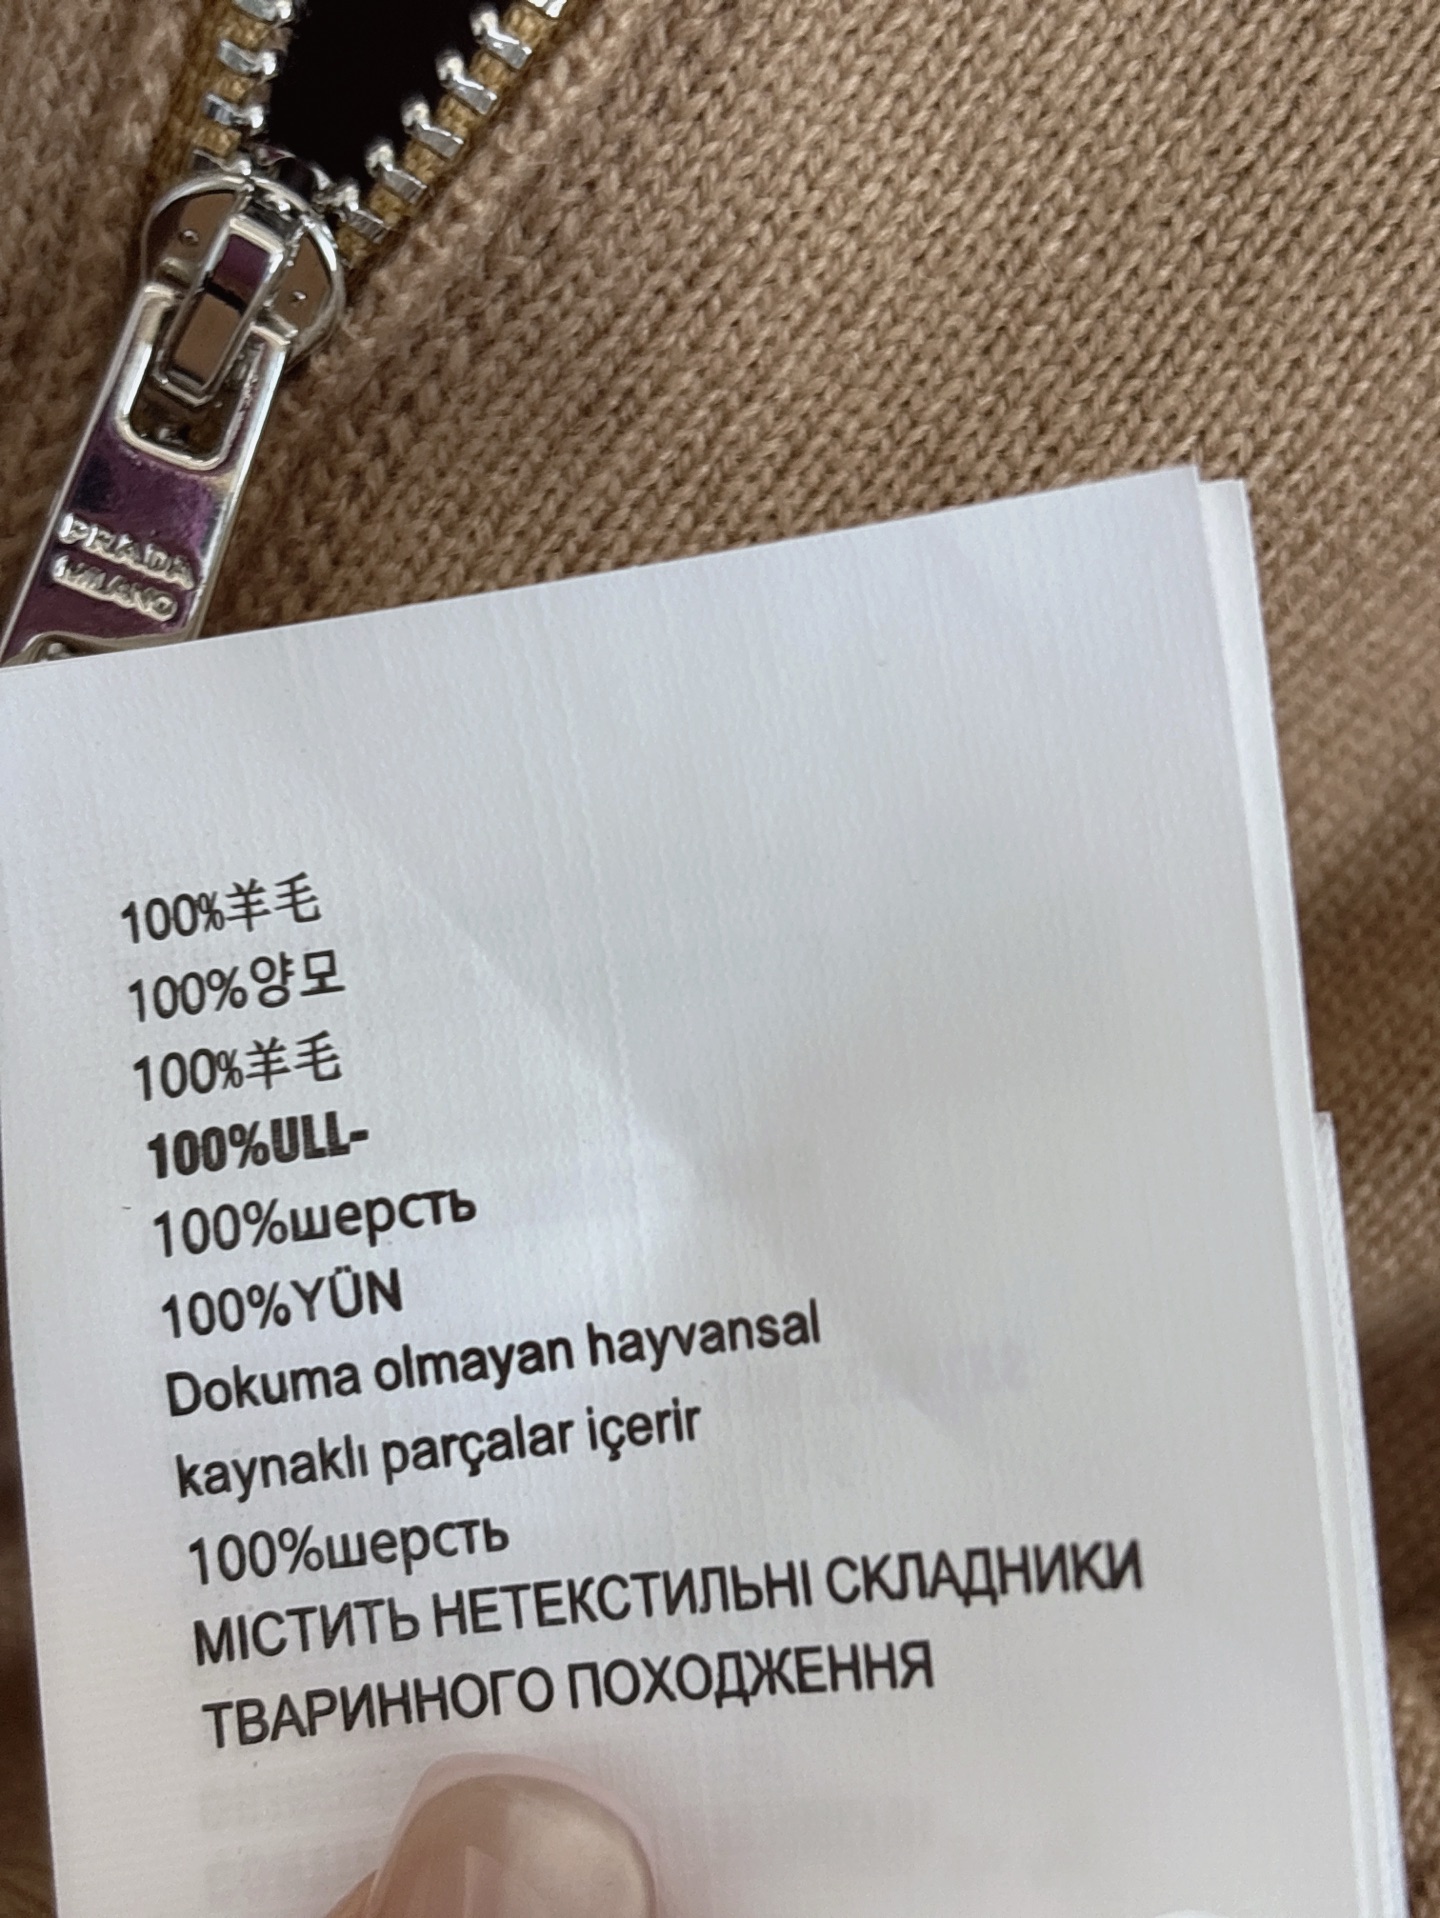 PRADA
MILANO
100%羊毛
100%양모
100%羊毛
100%ULL-
100%шерсть
100%YÜN
Dokuma olmayan hayvansal
kaynaklı parçalar içerir
100%шерсть
МІСТИТЬ НЕТЕКСТИЛЬНІ СКЛАДНИКИ
ТВАРИННОГО ПОХОДЖЕННЯ